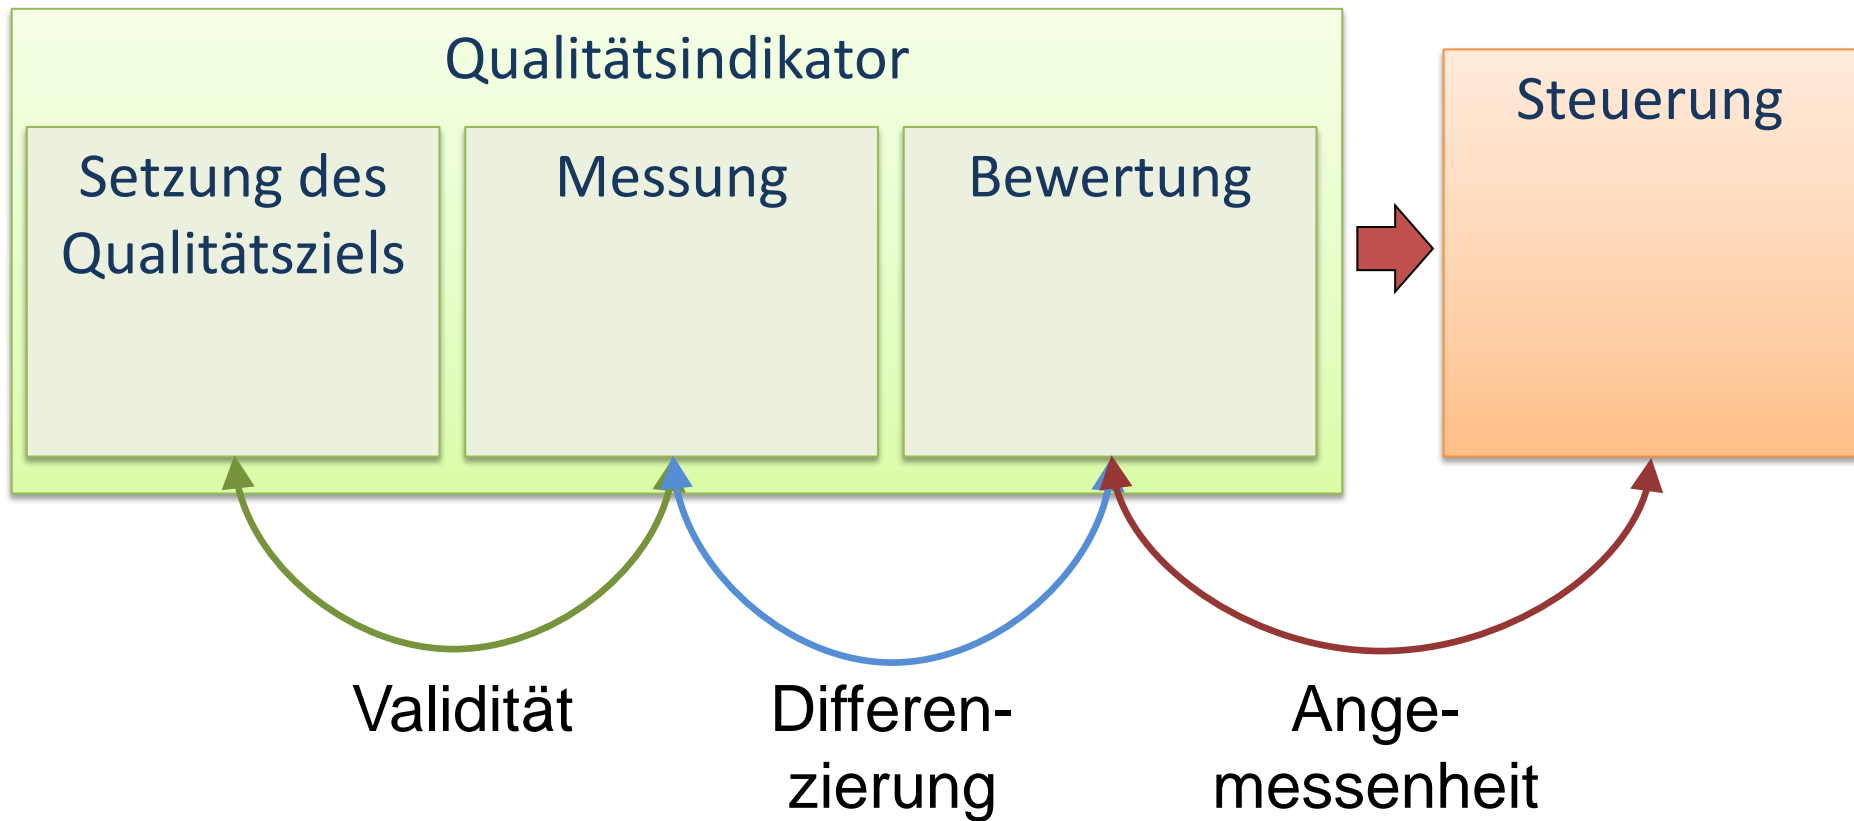 Qualitätsindikator
Setzung des
Qualitätsziels
Messung
Bewertung
Steuerung
Validität
Differen-
zierung
Ange-
messenheit